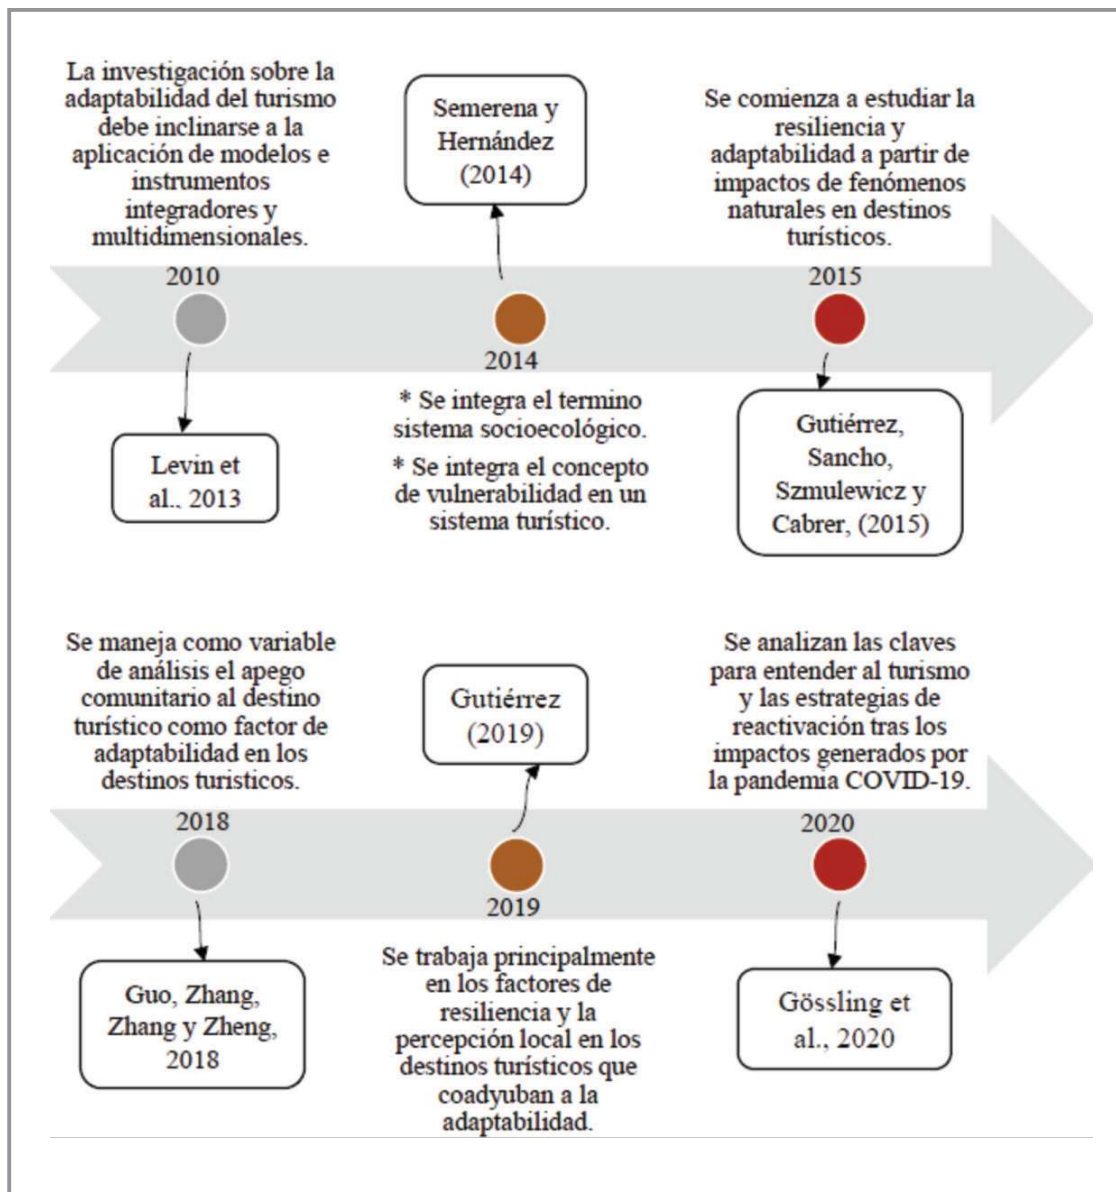 La investigación sobre la
adaptabilidad del turismo
debe inclinarse a la
aplicación de modelos e
instrumentos
integradores y
multidimensionales.
2010
Levin et
al., 2013
Semerena y
Hernández
(2014)
2014
* Se integra el termino
sistema socioecológico.
* Se integra el concepto
de vulnerabilidad en un
sistema turístico.
Se comienza a estudiar la
resiliencia y
adaptabilidad a partir de
impactos de fenómenos
naturales en destinos
turísticos.
2015
Gutiérrez,
Sancho,
Szmulewicz y
Cabrer, (2015)
Se maneja como variable
de análisis el apego
comunitario al destino
turístico como factor de
adaptabilidad en los
destinos turisticos.
2018
Guo, Zhang,
Zhang y Zheng,
2018
Gutiérrez
(2019)
2019
Se trabaja principalmente
en los factores de
resiliencia y la
percepción local en los
destinos turísticos que
coadyuban a la
adaptabilidad.
Se analizan las claves
para entender al turismo
y las estrategias de
reactivación tras los
impactos generados por
la pandemia COVID-19.
2020
Gössling et
al., 2020